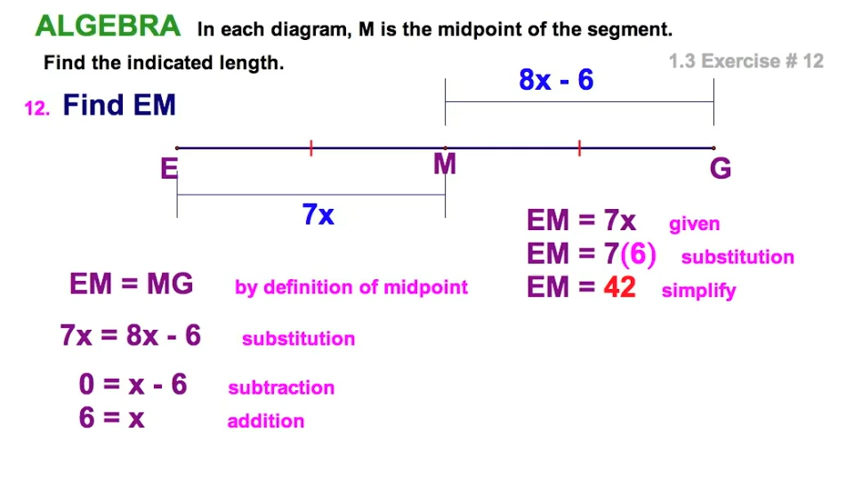 ALGEBRA In each diagram, M is the midpoint of the segment.
Find the indicated length.
1.3 Exercise # 12
12. Find EM
8x - 6
E
M
G
7x
EM = 7x given
EM = 7(6) substitution
EM = 42 simplify
EM = MG by definition of midpoint
7x = 8x - 6 substitution
0 = x - 6 subtraction
6 = x addition